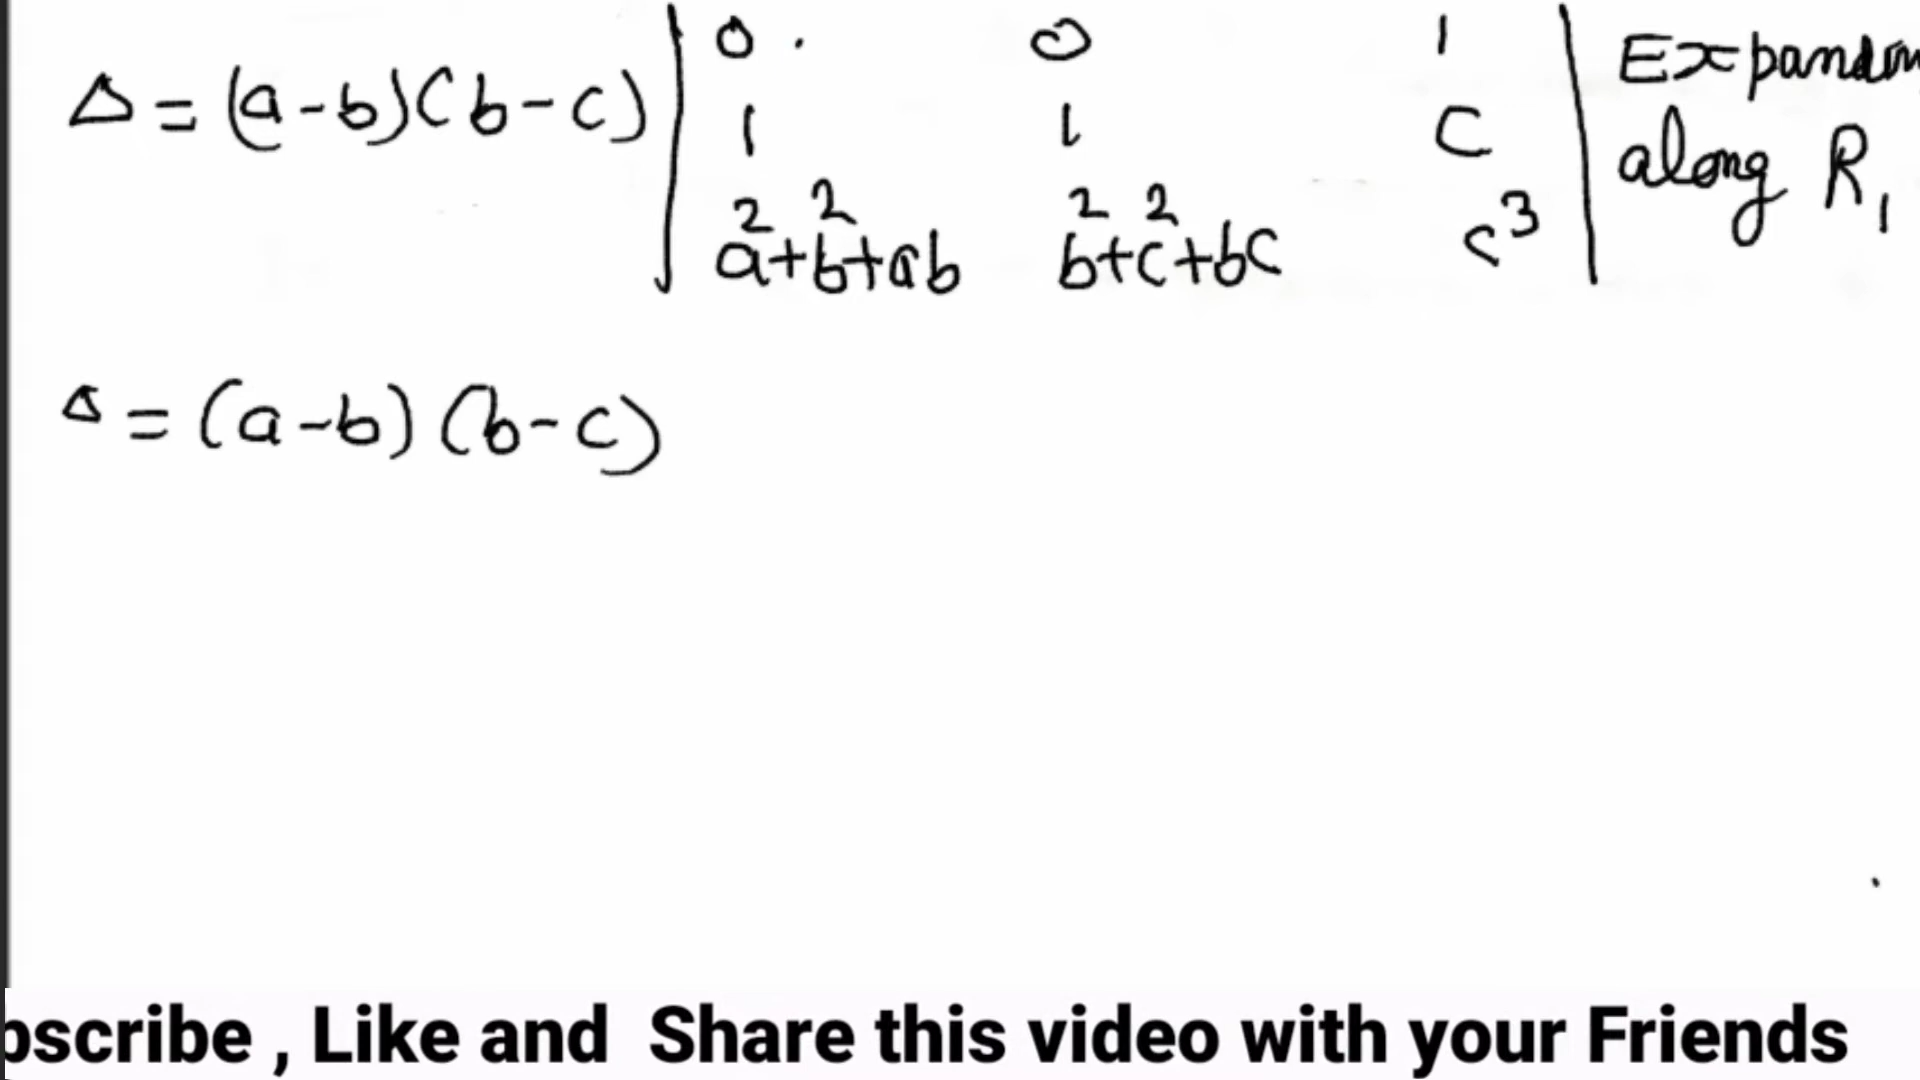 Δ = (a-b)(b-c) | 0 . 0 1 | Expanding
1 1 c along R₁
a²+b²+ab b²+c²+bc c³
Δ = (a-b) (b-c)
bscribe , Like and Share this video with your Friends